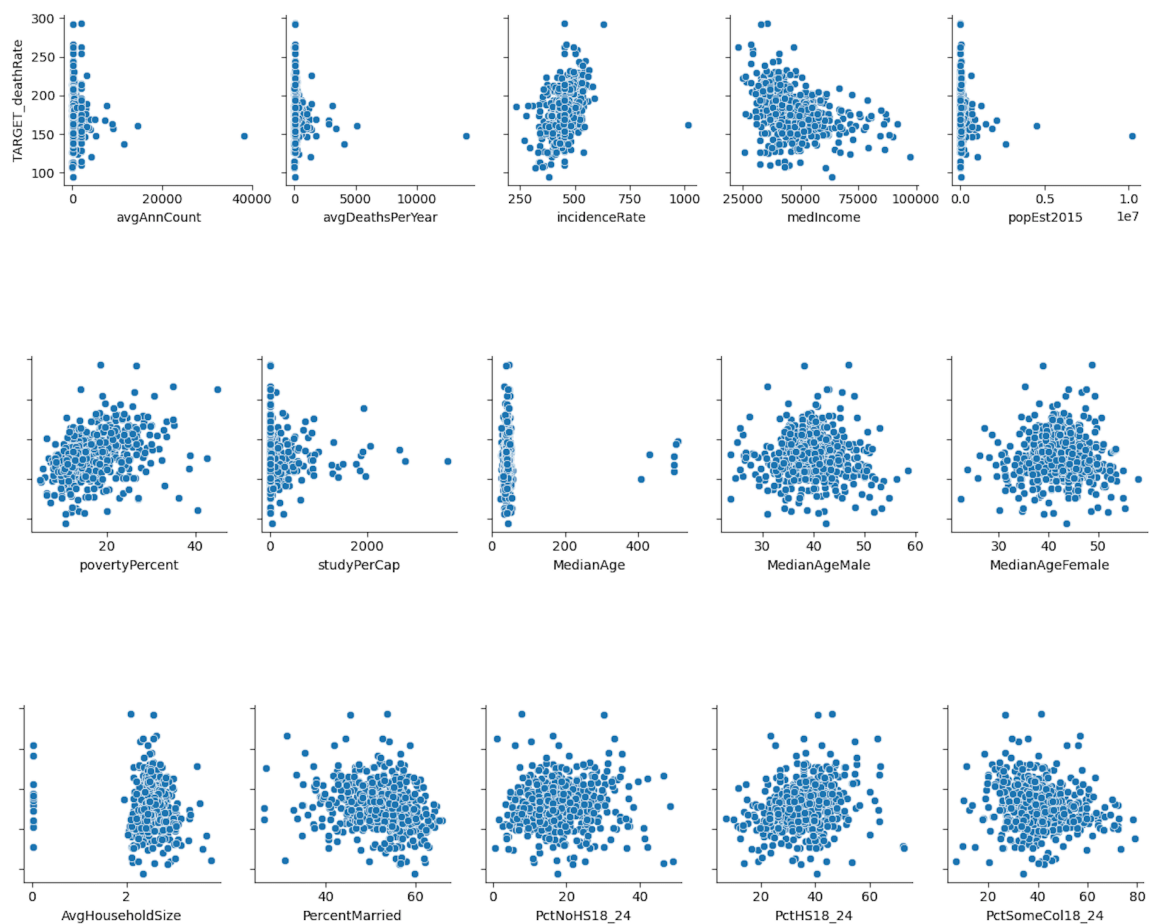 TARGET_deathRate
300
250
200
150
100
0 20000 40000
avgAnnCount
0 5000 10000
avgDeathsPerYear
250 500 750 1000
incidenceRate
25000 50000 75000 100000
medIncome
0.0 0.5 1.0
1e7
popEst2015
20 40
povertyPercent
0 2000
studyPerCap
0 200 400
MedianAge
30 40 50 60
MedianAgeMale
30 40 50
MedianAgeFemale
0 2
AvgHouseholdSize
40 60
PercentMarried
0 20 40
PctNoHS18_24
20 40 60
PctHS18_24
20 40 60 80
PctSomeCol18_24